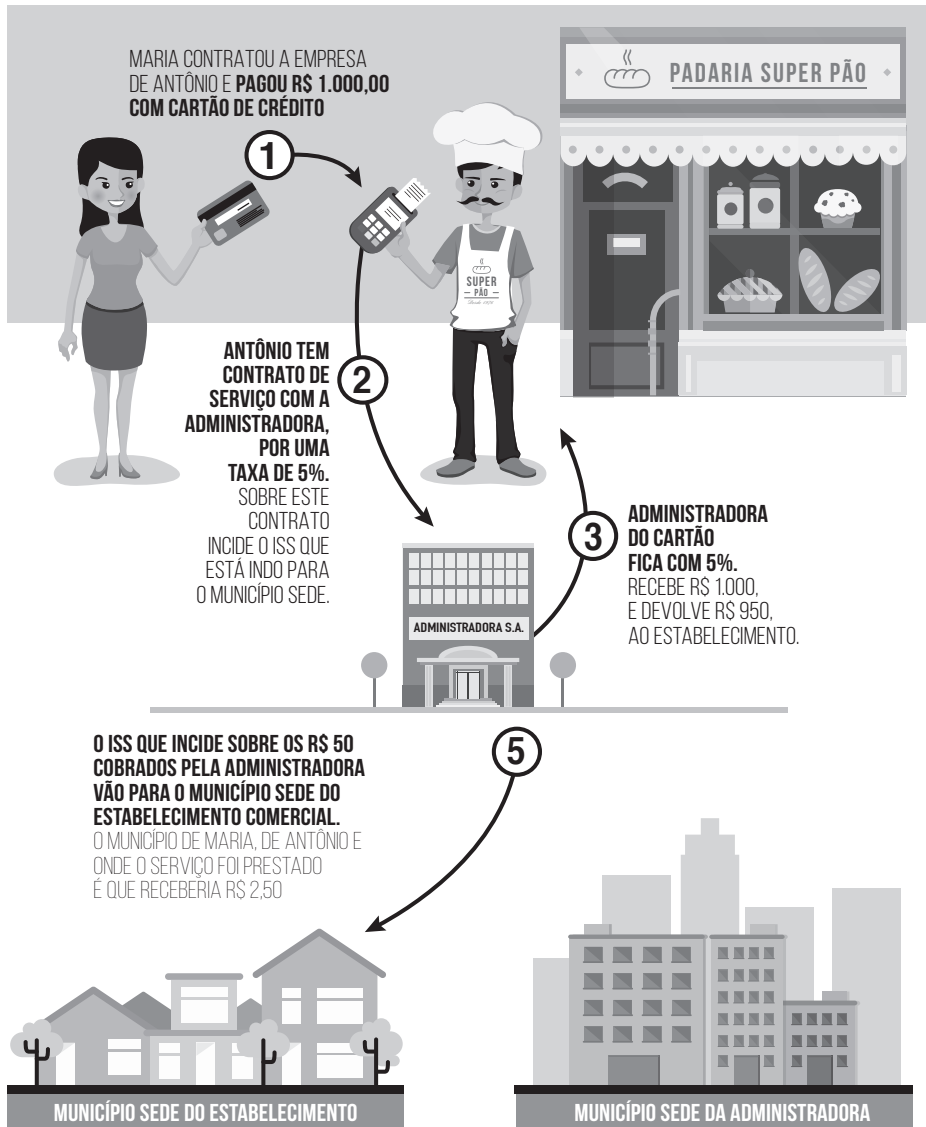 MARIA CONTRATOU A EMPRESA
DE ANTÔNIO E PAGOU R$ 1.000,00
COM CARTÃO DE CRÉDITO
1
PADARIA SUPER PÃO
SUPER
PÃO
ANTÔNIO TEM
CONTRATO DE
SERVIÇO COM A
ADMINISTRADORA,
POR UMA
TAXA DE 5%.
SOBRE ESTE
CONTRATO
INCIDE O ISS QUE
ESTÁ INDO PARA
O MUNICÍPIO SEDE.
2
3
ADMINISTRADORA
DO CARTÃO
FICA COM 5%.
RECEBE R$ 1.000,
E DEVOLVE R$ 950,
AO ESTABELECIMENTO.
ADMINISTRADORA S.A.
O ISS QUE INCIDE SOBRE OS R$ 50
COBRADOS PELA ADMINISTRADORA
VÃO PARA O MUNICÍPIO SEDE DO
ESTABELECIMENTO COMERCIAL.
O MUNICÍPIO DE MARIA, DE ANTÔNIO E
ONDE O SERVIÇO FOI PRESTADO
É QUE RECEBERIA R$ 2,50
5
MUNICÍPIO SEDE DO ESTABELECIMENTO
MUNICÍPIO SEDE DA ADMINISTRADORA